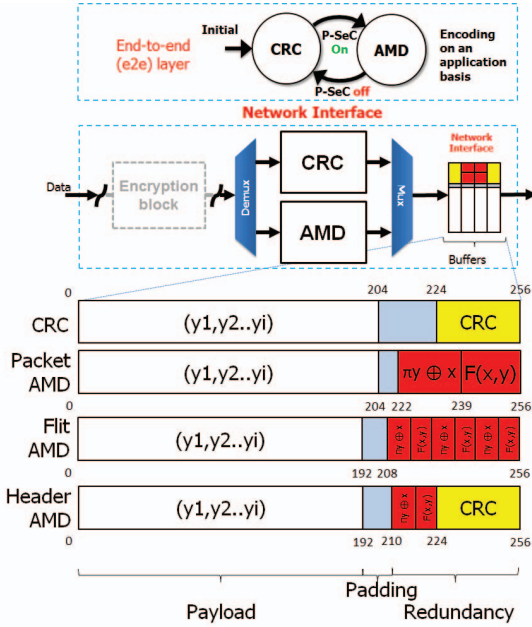 End-to-end
(e2e) layer
Initial
CRC
P-SeC
On
AMD
P-SeC off
Encoding
on an
application
basis
Network Interface
Data
Encryption
block
Demux
CRC
AMD
Mux
Network
Interface
Buffers
0 204 224 256
CRC (y1,y2..yi) CRC
Packet
AMD (y1,y2..yi) πy ⊕ x F(x,y)
0 204 222 239 256
Flit
AMD (y1,y2..yi) πy ⊕ x F(x,y) πy ⊕ x F(x,y) πy ⊕ x F(x,y)
0 192 208 256
Header
AMD (y1,y2..yi) πy ⊕ x F(x,y) CRC
0 192 210 224 256
Padding
Payload Redundancy